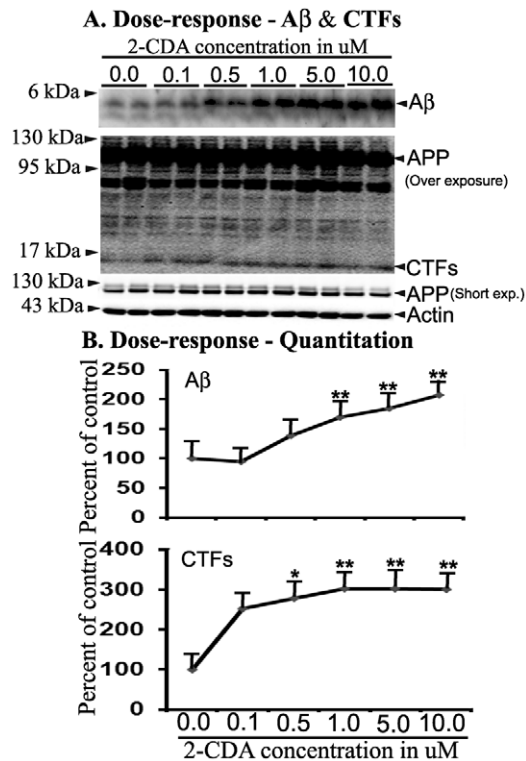 A. Dose-response - Aβ & CTFs
2-CDA concentration in uM
0.0 0.1 0.5 1.0 5.0 10.0
6 kDa
Aβ
130 kDa
APP
95 kDa
(Over exposure)
17 kDa
CTFs
130 kDa
APP (Short exp.)
43 kDa
Actin
B. Dose-response - Quantitation
Percent of control
250
200
150
100
50
0
Aβ
** ** **
Percent of control
400
300
200
100
0
CTFs
* ** ** **
0.0 0.1 0.5 1.0 5.0 10.0
2-CDA concentration in uM